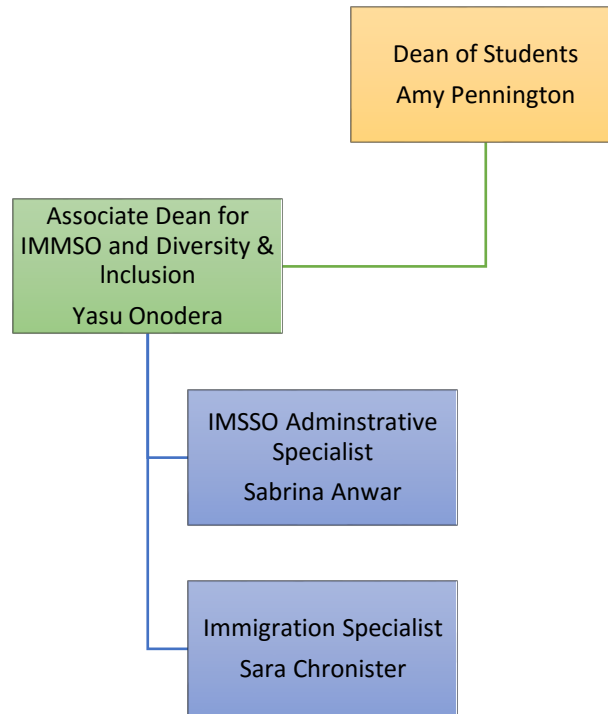 Dean of Students
Amy Pennington
Associate Dean for
IMMSO and Diversity &
Inclusion
Yasu Onodera
IMSSO Adminstrative
Specialist
Sabrina Anwar
Immigration Specialist
Sara Chronister